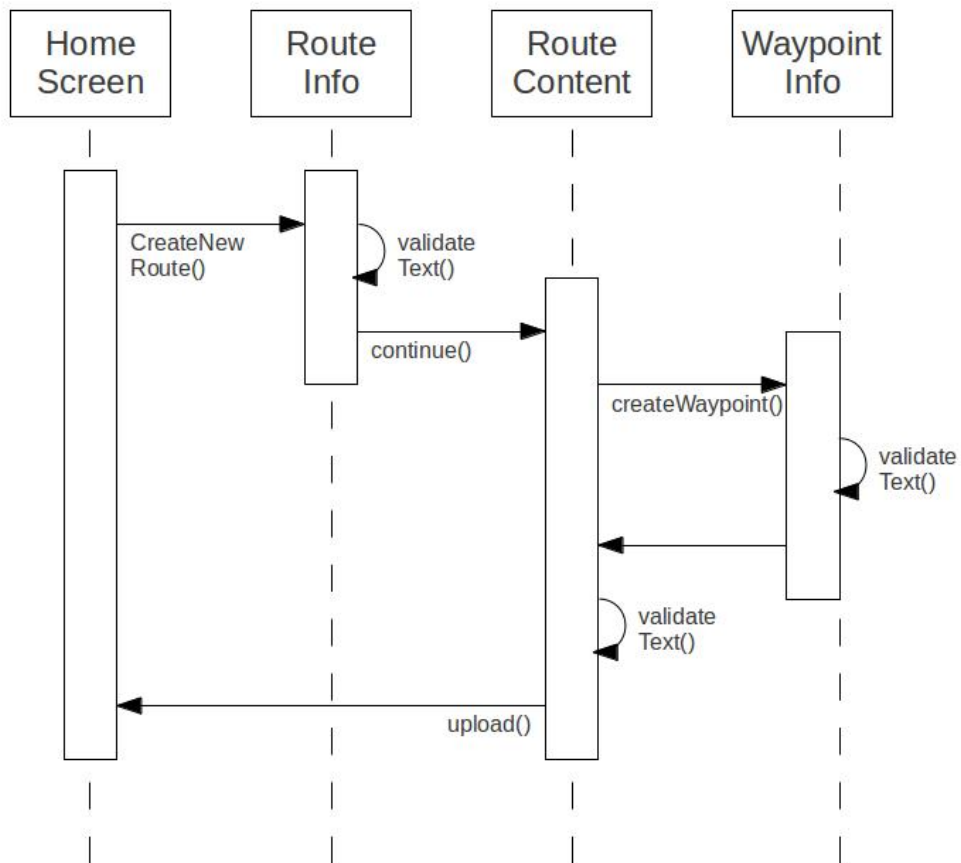 Home
Screen
Route
Info
Route
Content
Waypoint
Info
CreateNew
Route()
validate
Text()
continue()
createWaypoint()
validate
Text()
validate
Text()
upload()